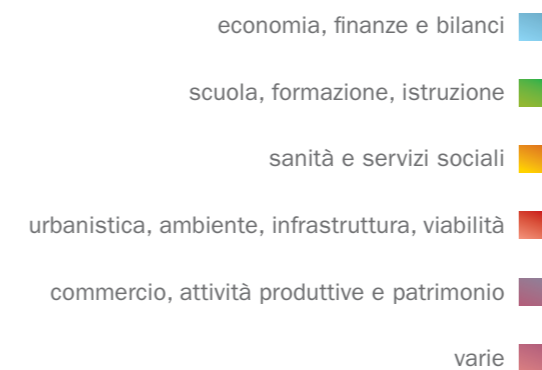 economia, finanze e bilanci
scuola, formazione, istruzione
sanità e servizi sociali
urbanistica, ambiente, infrastruttura, viabilità
commercio, attività produttive e patrimonio
varie